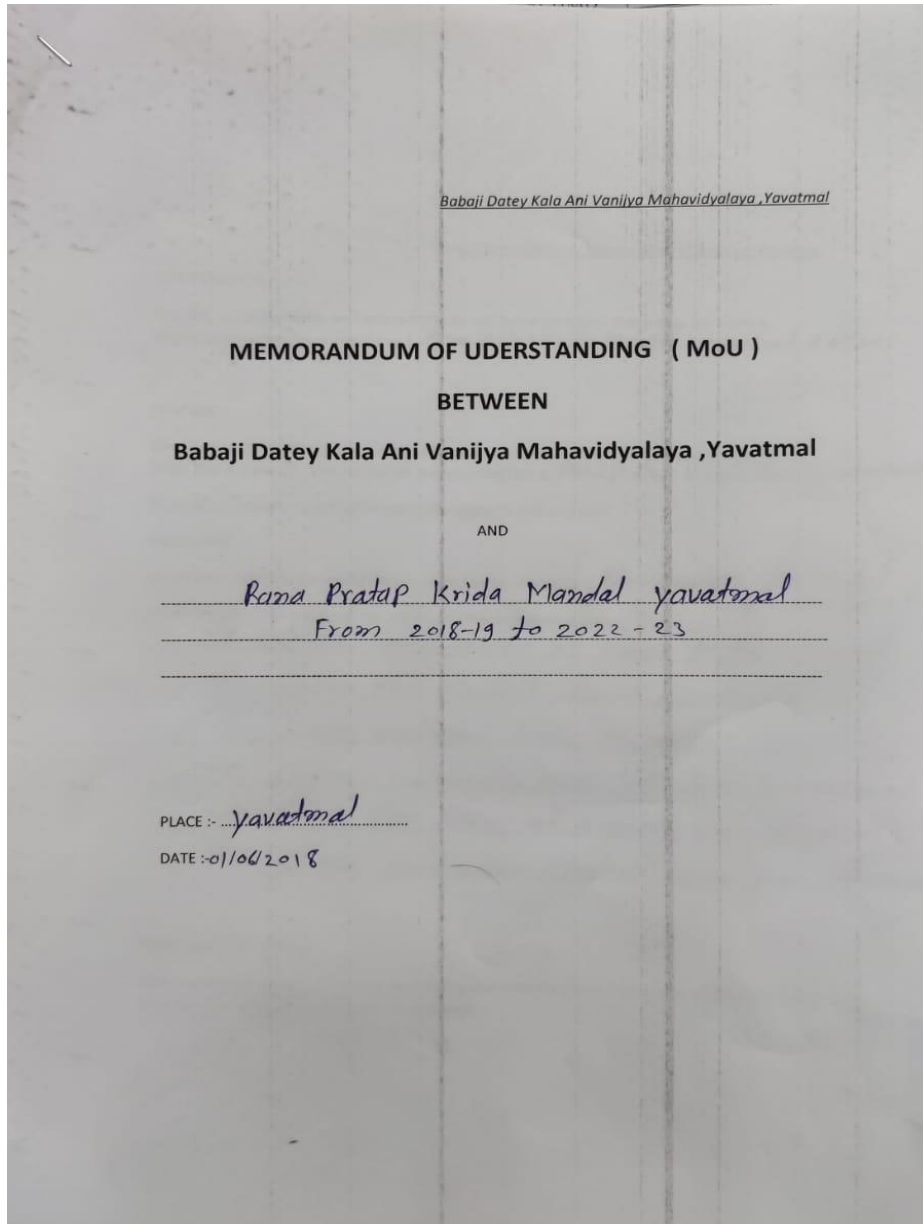 Babaji Datey Kala Ani Vanijya Mahavidyalaya ,Yavatmal
MEMORANDUM OF UDERSTANDING ( MoU )
BETWEEN
Babaji Datey Kala Ani Vanijya Mahavidyalaya ,Yavatmal
AND
Rana Pratap Krida Mandal yavatmal
From 2018-19 to 2022-23
PLACE :- yavatmal
DATE :-01/06/2018